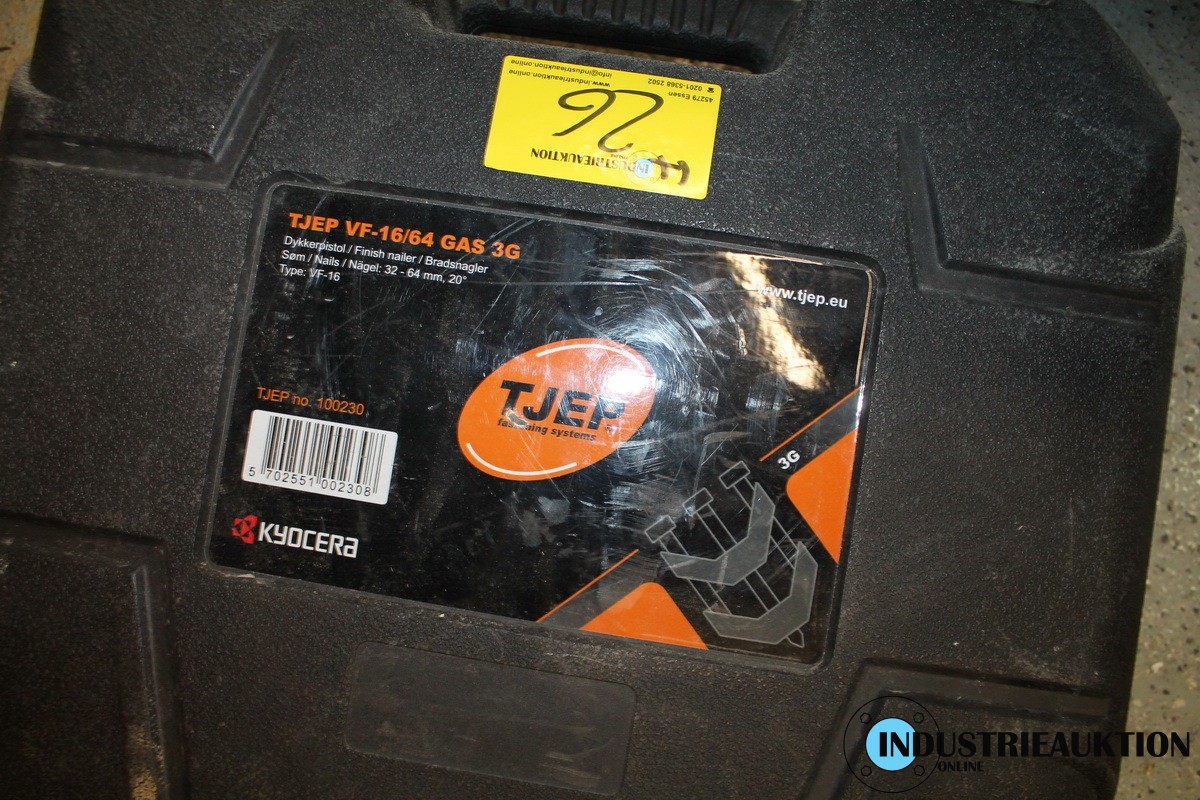 www.industrieauktion.online
info@industrieauktion.online
45279 Essen
☎ 0201-5368 2502
26
INDUSTRIEAUKTION
TJEP VF-16/64 GAS 3G
Dykkerpistol / Finish nailer / Bradsnagler
Søm / Nails / Nägel: 32 - 64 mm, 20°
Type: VF-16
www.tjep.eu
TJEP no. 100230
5 702551 002308
TJEP
fastening systems
3G
KYOCERA
INDUSTRIEAUKTION
ONLINE